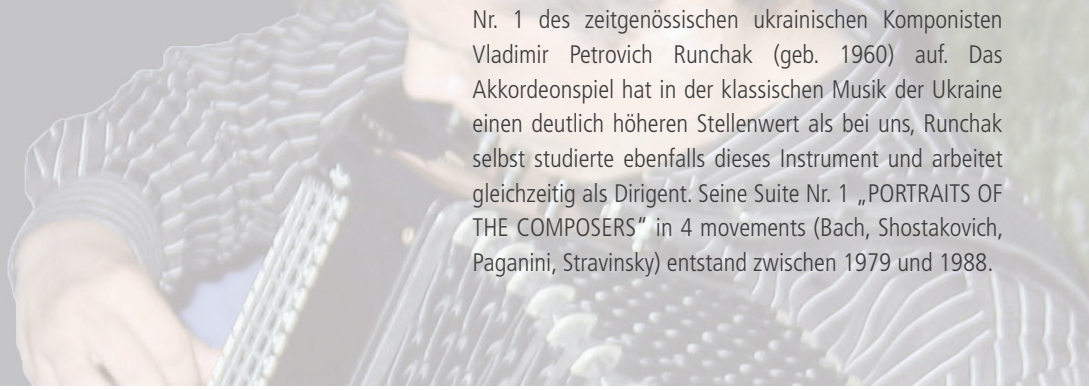 Nr. 1 des zeitgenössischen ukrainischen Komponisten
Vladimir Petrovich Runchak (geb. 1960) auf. Das
Akkordeonspiel hat in der klassischen Musik der Ukraine
einen deutlich höheren Stellenwert als bei uns, Runchak
selbst studierte ebenfalls dieses Instrument und arbeitet
gleichzeitig als Dirigent. Seine Suite Nr. 1 „PORTRAITS OF
THE COMPOSERS“ in 4 movements (Bach, Shostakovich,
Paganini, Stravinsky) entstand zwischen 1979 und 1988.